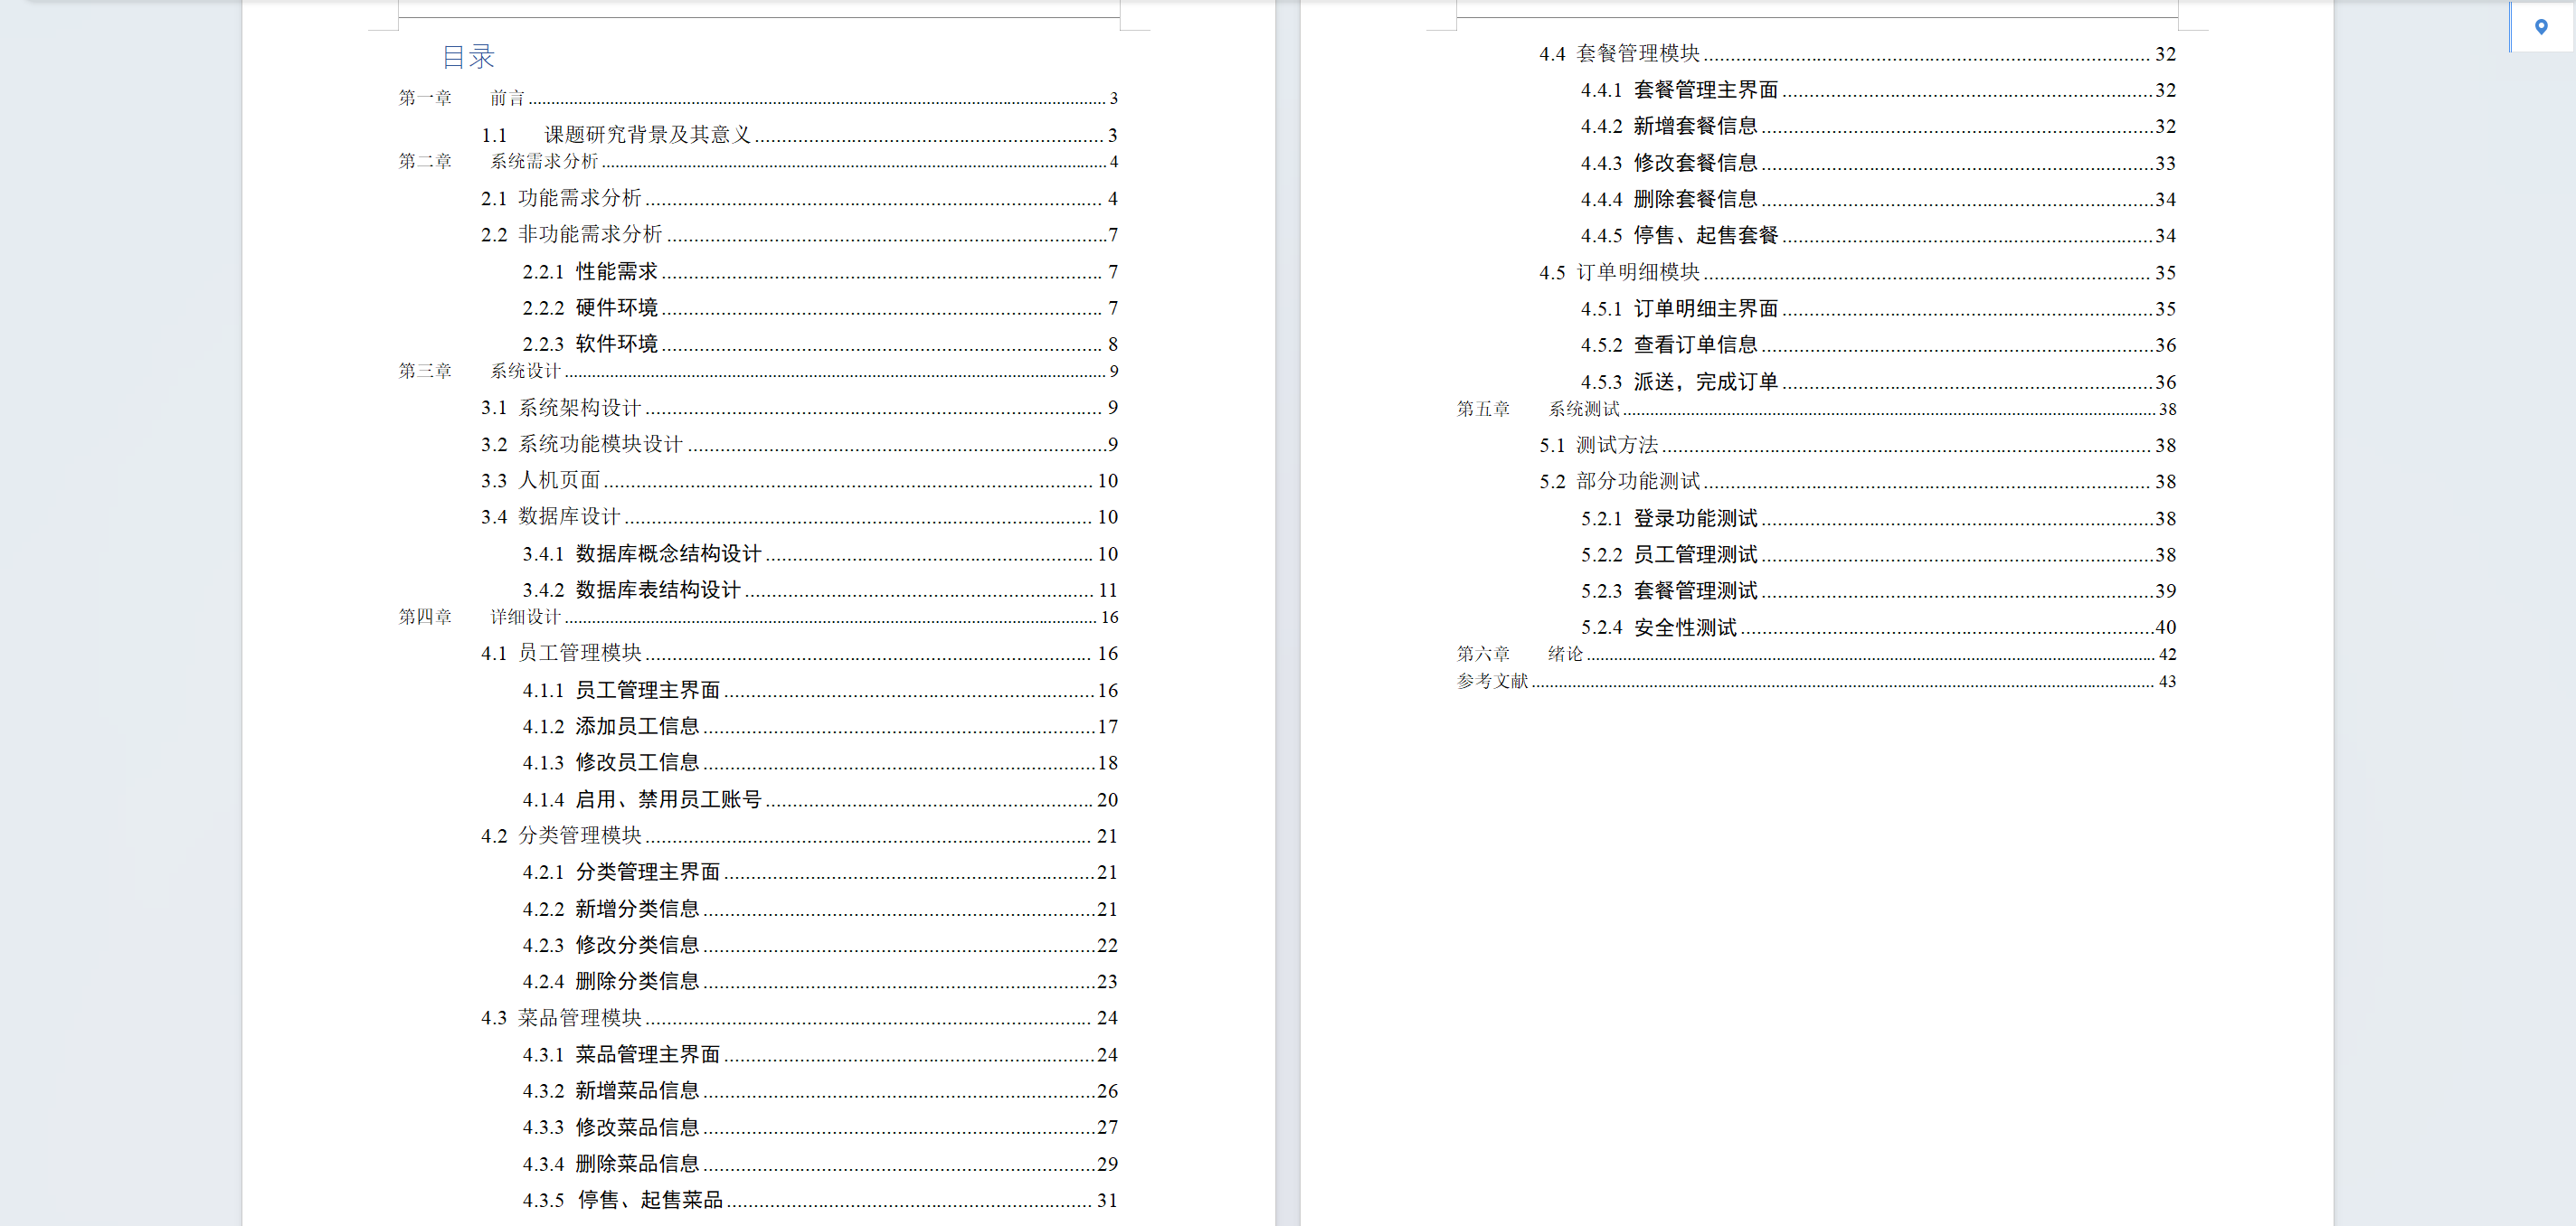 目录
第一章 前言 3
1.1 课题研究背景及其意义 3
第二章 系统需求分析 4
2.1 功能需求分析 4
2.2 非功能需求分析 7
2.2.1 性能需求 7
2.2.2 硬件环境 7
2.2.3 软件环境 8
第三章 系统设计 9
3.1 系统架构设计 9
3.2 系统功能模块设计 9
3.3 人机页面 10
3.4 数据库设计 10
3.4.1 数据库概念结构设计 10
3.4.2 数据库表结构设计 11
第四章 详细设计 16
4.1 员工管理模块 16
4.1.1 员工管理主界面 16
4.1.2 添加员工信息 17
4.1.3 修改员工信息 18
4.1.4 启用、禁用员工账号 20
4.2 分类管理模块 21
4.2.1 分类管理主界面 21
4.2.2 新增分类信息 21
4.2.3 修改分类信息 22
4.2.4 删除分类信息 23
4.3 菜品管理模块 24
4.3.1 菜品管理主界面 24
4.3.2 新增菜品信息 26
4.3.3 修改菜品信息 27
4.3.4 删除菜品信息 29
4.3.5 停售、起售菜品 31
4.4 套餐管理模块 32
4.4.1 套餐管理主界面 32
4.4.2 新增套餐信息 32
4.4.3 修改套餐信息 33
4.4.4 删除套餐信息 34
4.4.5 停售、起售套餐 34
4.5 订单明细模块 35
4.5.1 订单明细主界面 35
4.5.2 查看订单信息 36
4.5.3 派送，完成订单 36
第五章 系统测试 38
5.1 测试方法 38
5.2 部分功能测试 38
5.2.1 登录功能测试 38
5.2.2 员工管理测试 38
5.2.3 套餐管理测试 39
5.2.4 安全性测试 40
第六章 绪论 42
参考文献 43